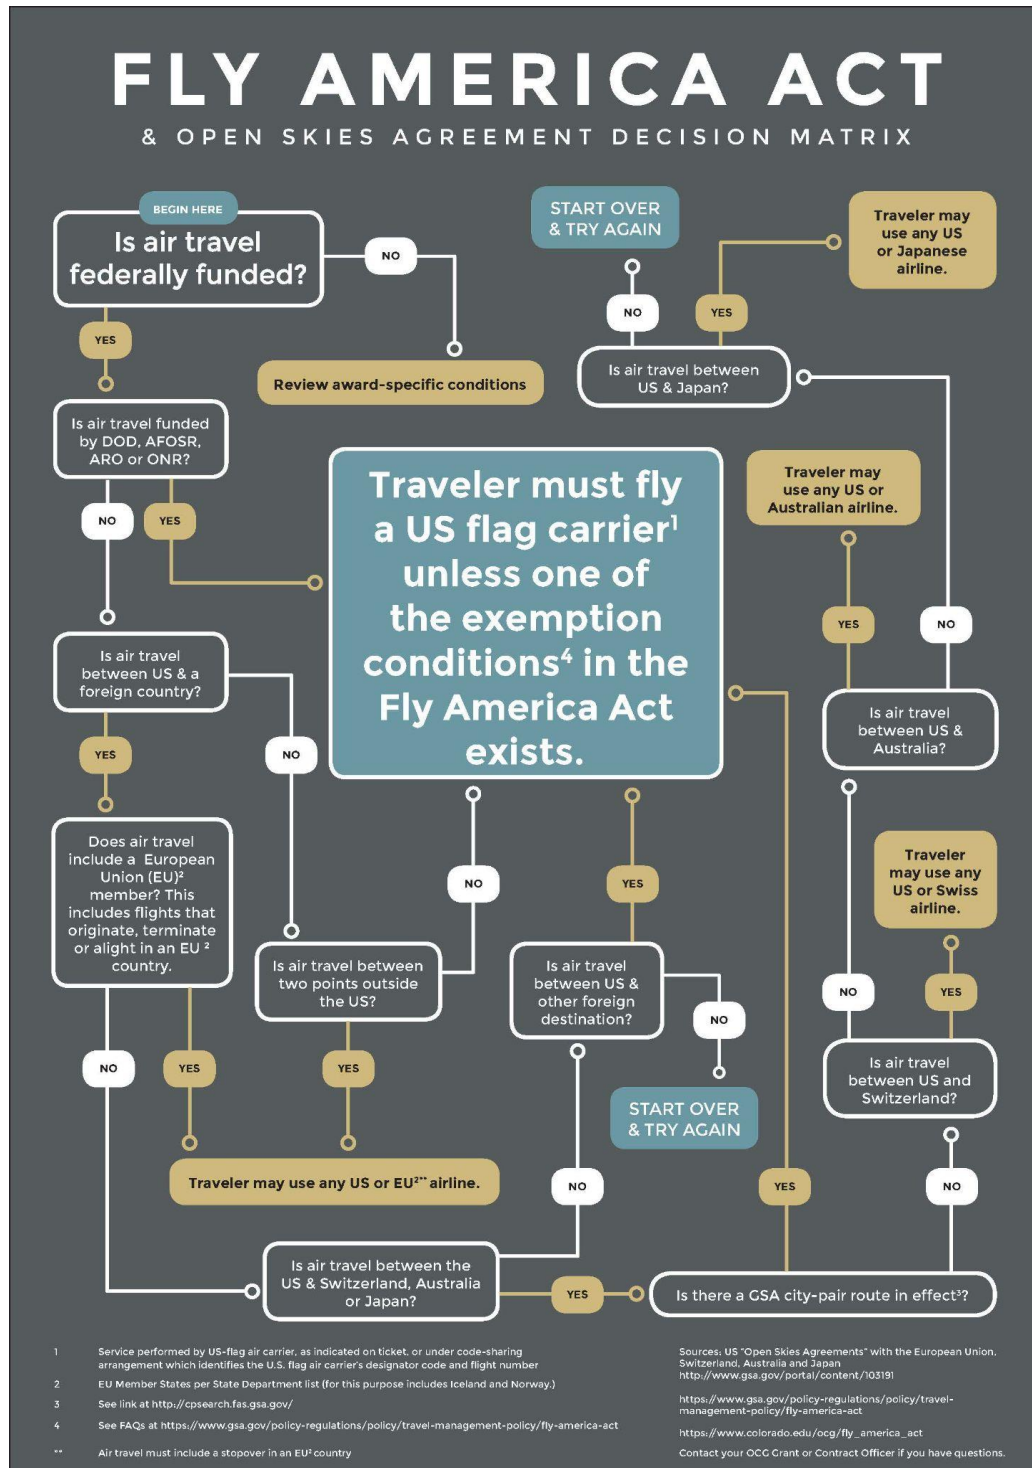 FLY AMERICA ACT
& OPEN SKIES AGREEMENT DECISION MATRIX
BEGIN HERE
Is air travel
federally funded?
NO
YES
Review award-specific conditions
START OVER
& TRY AGAIN
Traveler may
use any US
or Japanese
airline.
NO
YES
Is air travel between
US & Japan?
Is air travel funded
by DOD, AFOSR,
ARO or ONR?
NO
YES
Traveler must fly
a US flag carrier¹
unless one of
the exemption
conditions⁴ in the
Fly America Act
exists.
Traveler may
use any US or
Australian airline.
YES
NO
Is air travel
between US & a
foreign country?
YES
NO
Is air travel
between US &
Australia?
Does air travel
include a European
Union (EU)²
member? This
includes flights that
originate, terminate
or alight in an EU ²
country.
NO
YES
Traveler
may use any
US or Swiss
airline.
Is air travel between
two points outside
the US?
Is air travel
between US &
other foreign
destination?
NO
YES
NO
YES
YES
NO
START OVER
& TRY AGAIN
Is air travel
between US and
Switzerland?
Traveler may use any US or EU²** airline.
NO
YES
NO
Is air travel between the
US & Switzerland, Australia
or Japan?
YES
Is there a GSA city-pair route in effect³?
1 Service performed by US-flag air carrier, as indicated on ticket, or under code-sharing
arrangement which identifies the U.S. flag air carrier's designator code and flight number
2 EU Member States per State Department list (for this purpose includes Iceland and Norway.)
3 See link at http://cpsearch.fas.gsa.gov/
4 See FAQs at https://www.gsa.gov/policy-regulations/policy/travel-management-policy/fly-america-act
** Air travel must include a stopover in an EU² country
Sources: US "Open Skies Agreements" with the European Union,
Switzerland, Australia and Japan
http://www.gsa.gov/portal/content/103191
https://www.gsa.gov/policy-regulations/policy/travel-
management-policy/fly-america-act
https://www.colorado.edu/ocg/fly_america_act
Contact your OCG Grant or Contract Officer if you have questions.